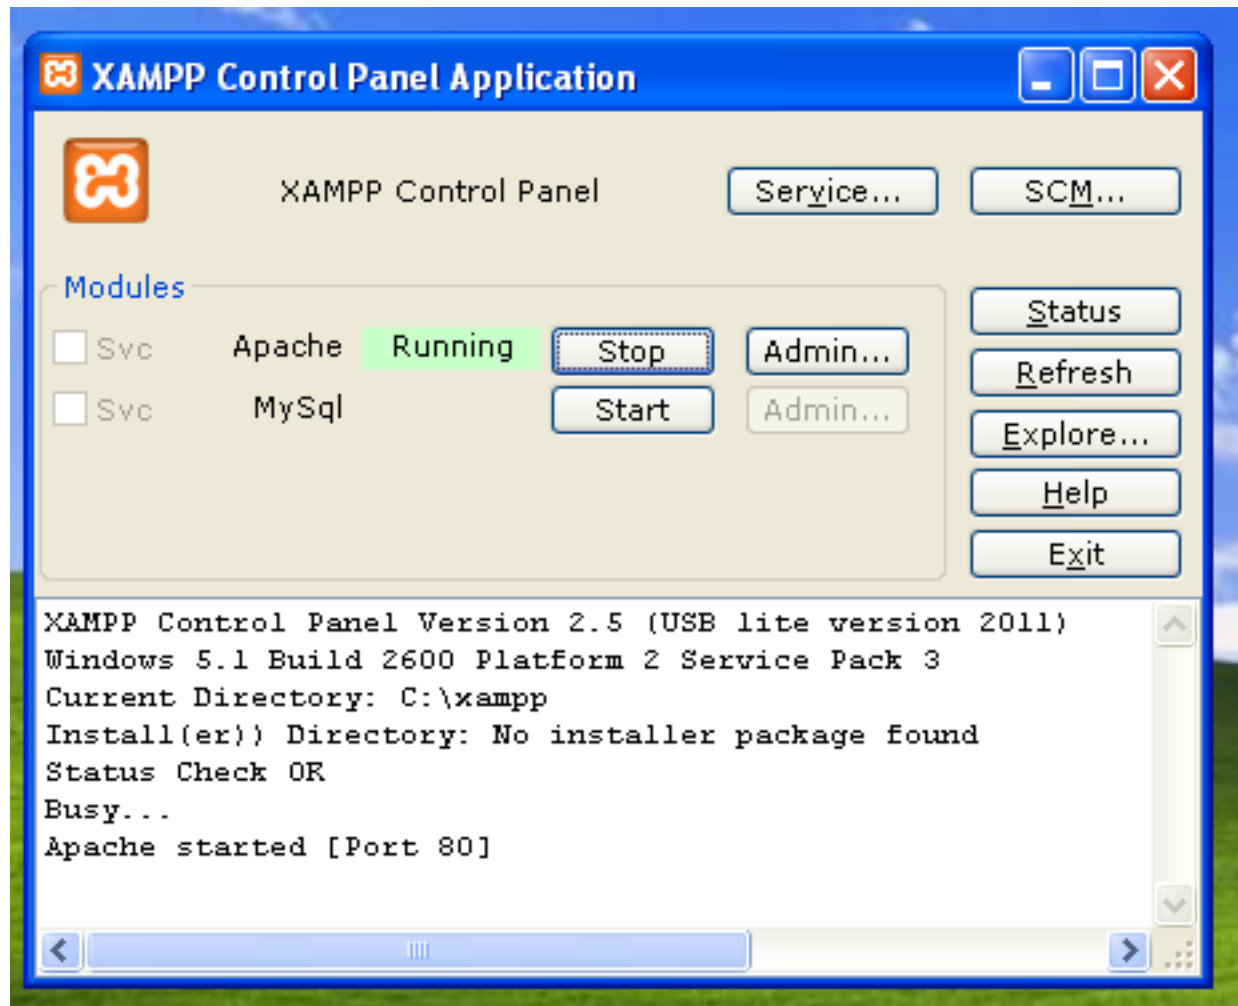 XAMPP Control Panel Application
XAMPP Control Panel Service... SCM...
Modules
Svc Apache Running Stop Admin...
Svc MySql Start Admin...
Status
Refresh
Explore...
Help
Exit
XAMPP Control Panel Version 2.5 (USB lite version 2011)
Windows 5.1 Build 2600 Platform 2 Service Pack 3
Current Directory: C:\xampp
Install(er)) Directory: No installer package found
Status Check OK
Busy...
Apache started [Port 80]